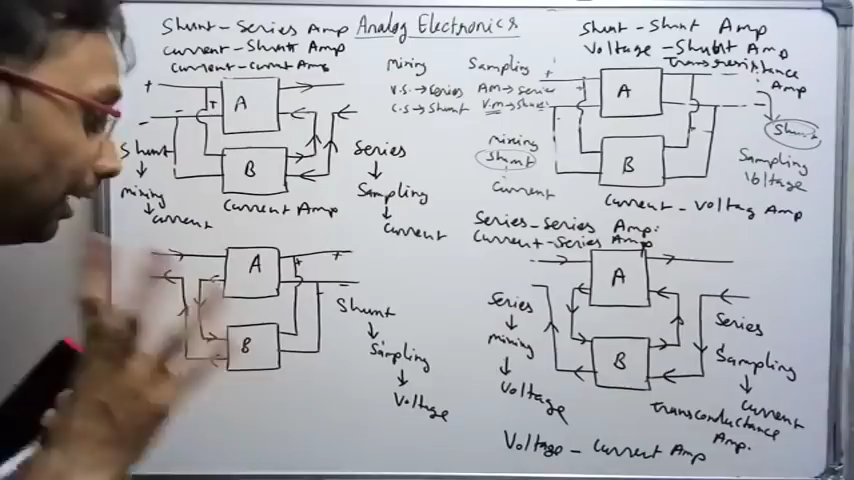 Analog Electronics
Shunt-Series Amp
current-Shunt Amp
current-current Amp
+
-
A
+
B
Shunt
mixing
current
Series
Sampling
current
Current Amp
mixing Sampling
V.S. → Series A.M → Series
C.S → Shunt V.M → Shunt
Shunt-Shunt Amp
Voltage-Shunt Amp
Transresistance
Amp
+
-
A
B
mixing
Shunt
current
Shunt
Sampling
Voltage
Current-Voltag Amp
A
B
+
+
-
Shunt
Sampling
Voltage
Series-Series Amp.
Current-Series Amp
A
B
Series
mixing
Voltage
Series
Sampling
current
Transconductance
Amp.
Voltage-Current Amp